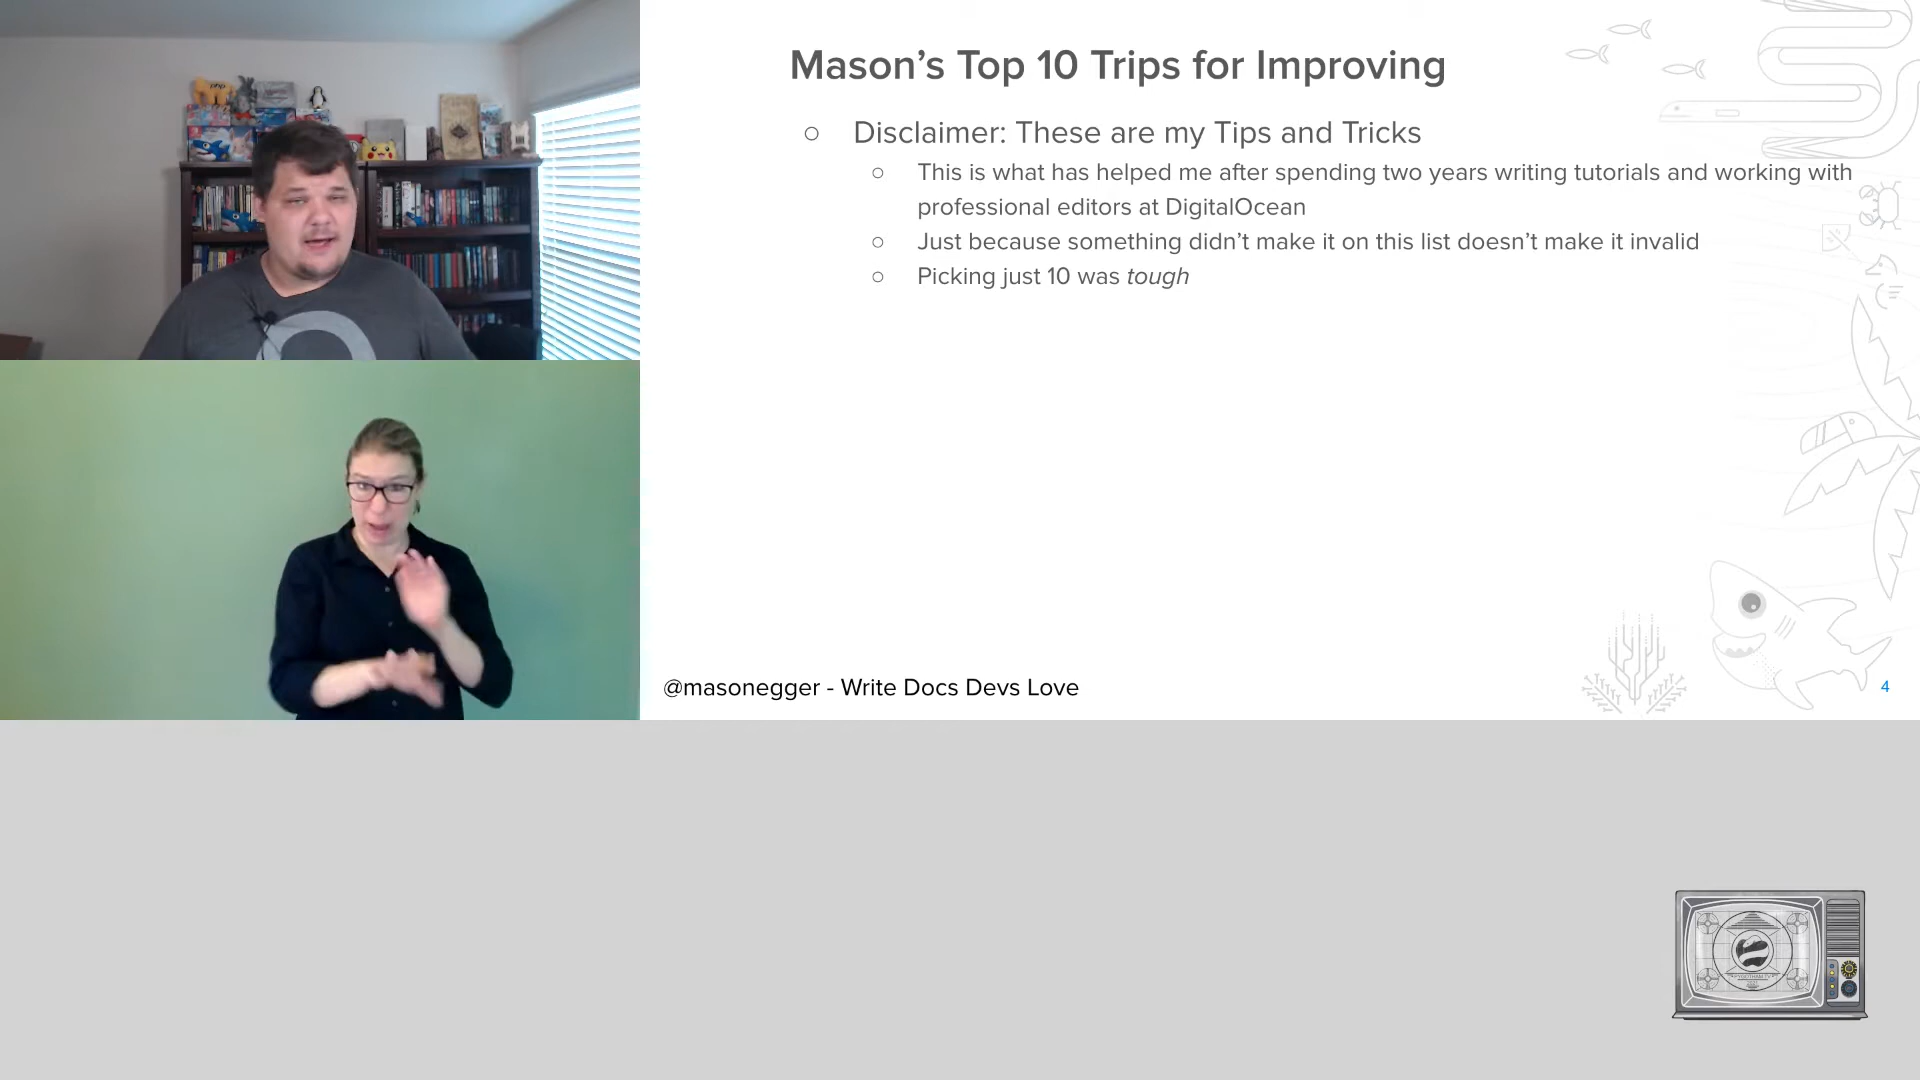 Mason’s Top 10 Trips for Improving
○ Disclaimer: These are my Tips and Tricks
○ This is what has helped me after spending two years writing tutorials and working with
professional editors at DigitalOcean
○ Just because something didn’t make it on this list doesn’t make it invalid
○ Picking just 10 was tough
@masonegger - Write Docs Devs Love
4